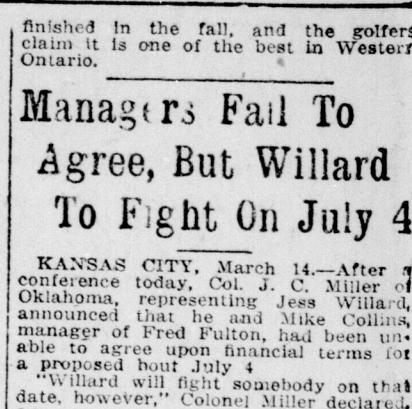 finished in the fall, and the golfers
claim it is one of the best in Western
Ontario.
Managers Fail To
Agree, But Willard
To Fight On July 4
KANSAS CITY, March 14.—After a
conference today, Col. J. C. Miller of
Oklahoma, representing Jess Willard,
announced that he and Mike Collins,
manager of Fred Fulton, had been un-
able to agree upon financial terms for
a proposed bout July 4
"Willard will fight somebody on that
date, however," Colonel Miller declared.